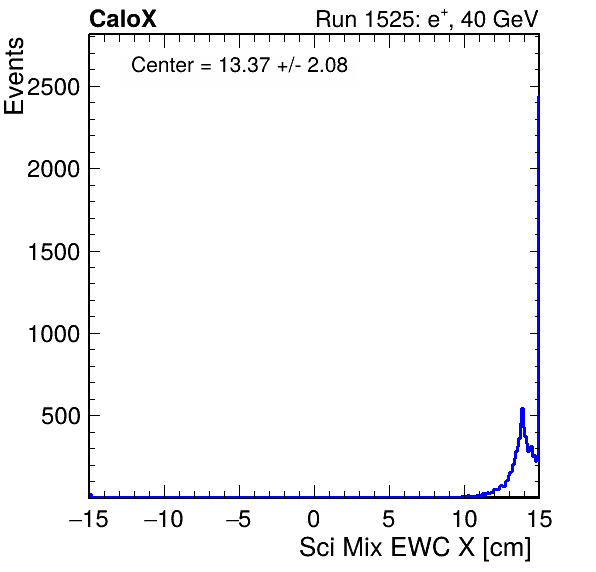 CaloX Run 1525: e⁺, 40 GeV
Center = 13.37 +/- 2.08
Events
2500
2000
1500
1000
500
−15 −10 −5 0 5 10 15
Sci Mix EWC X [cm]